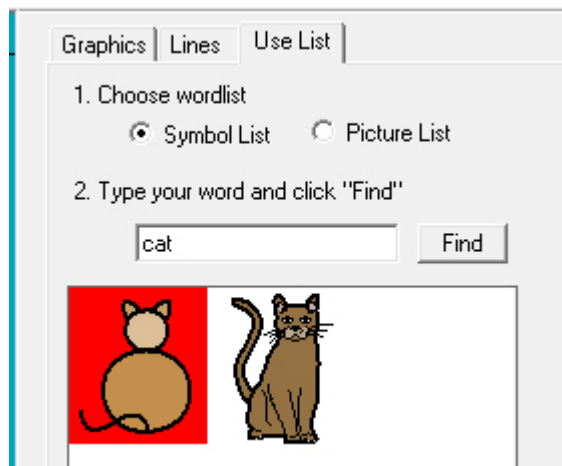 Graphics Lines Use List
1. Choose wordlist
Symbol List Picture List
2. Type your word and click "Find"
cat Find